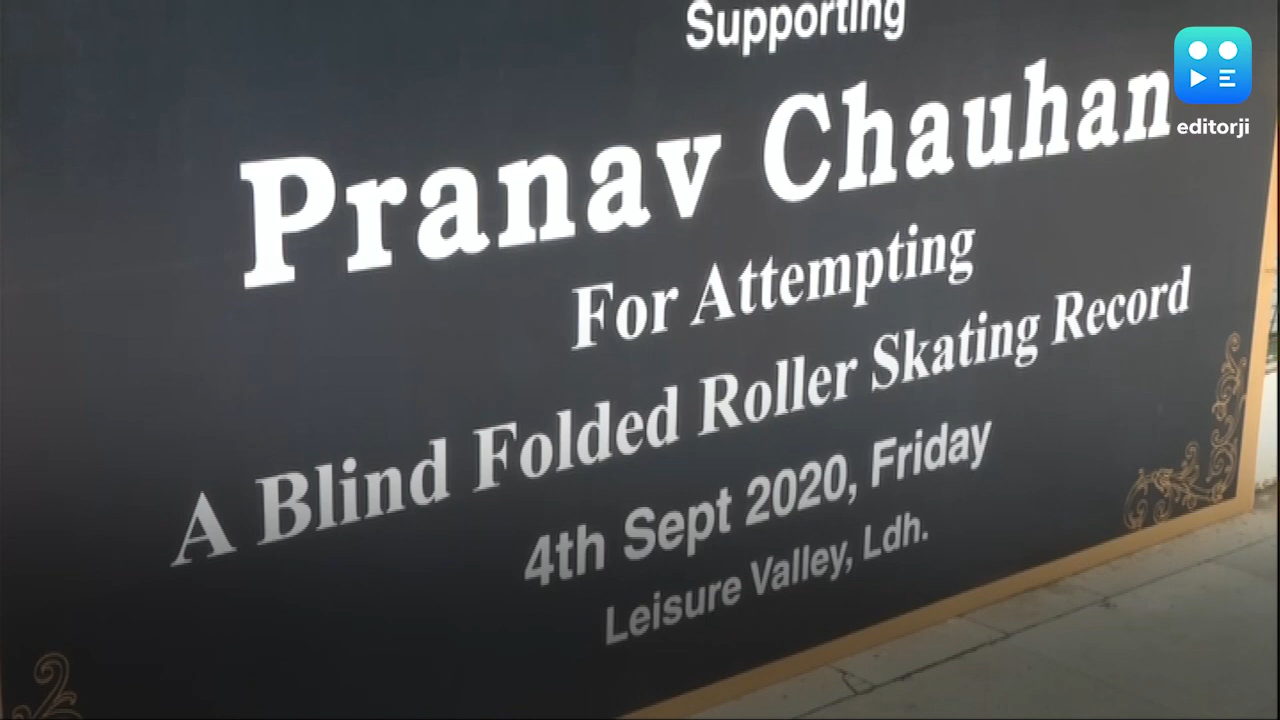 Supporting
Pranav Chauhan
For Attempting
A Blind Folded Roller Skating Record
4th Sept 2020, Friday
Leisure Valley, Ldh.
editorji